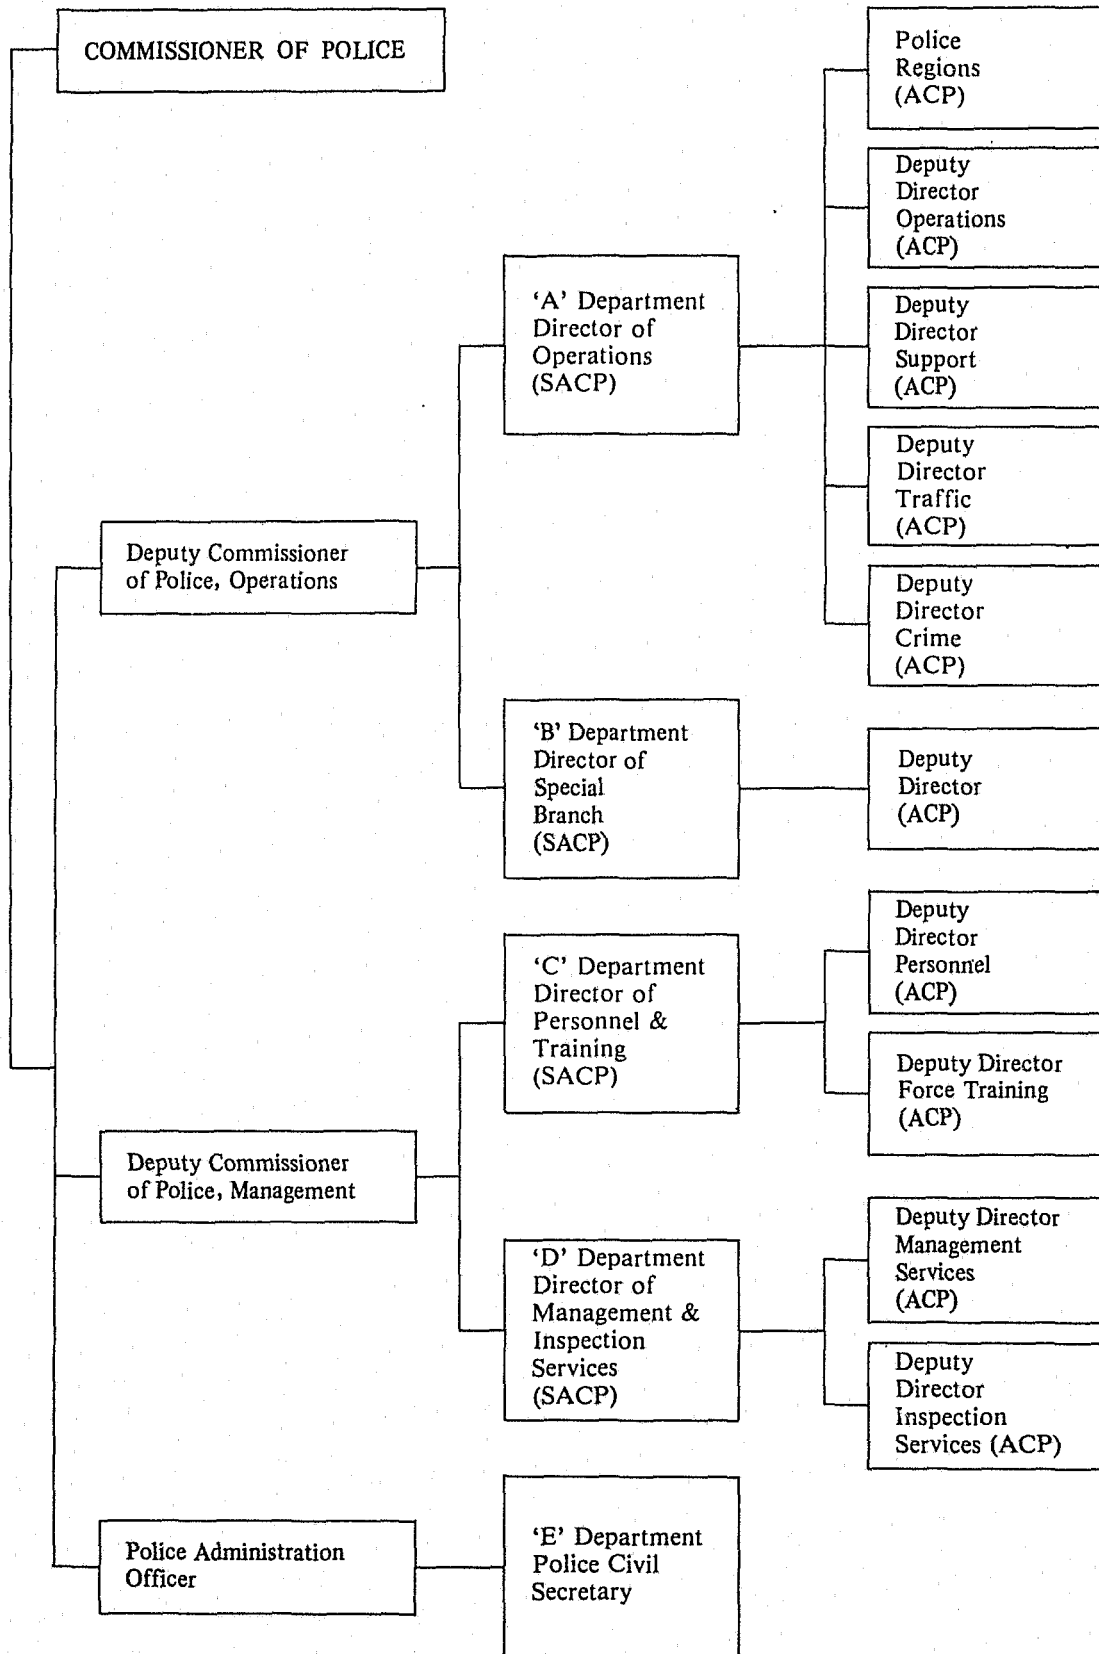 COMMISSIONER OF POLICE
Deputy Commissioner
of Police, Operations
'A' Department
Director of
Operations
(SACP)
Police
Regions
(ACP)
Deputy
Director
Operations
(ACP)
Deputy
Director
Support
(ACP)
Deputy
Director
Traffic
(ACP)
Deputy
Director
Crime
(ACP)
'B' Department
Director of
Special
Branch
(SACP)
Deputy
Director
(ACP)
Deputy Commissioner
of Police, Management
'C' Department
Director of
Personnel &
Training
(SACP)
Deputy
Director
Personnel
(ACP)
Deputy Director
Force Training
(ACP)
'D' Department
Director of
Management &
Inspection
Services
(SACP)
Deputy Director
Management
Services
(ACP)
Deputy
Director
Inspection
Services (ACP)
Police Administration
Officer
'E' Department
Police Civil
Secretary